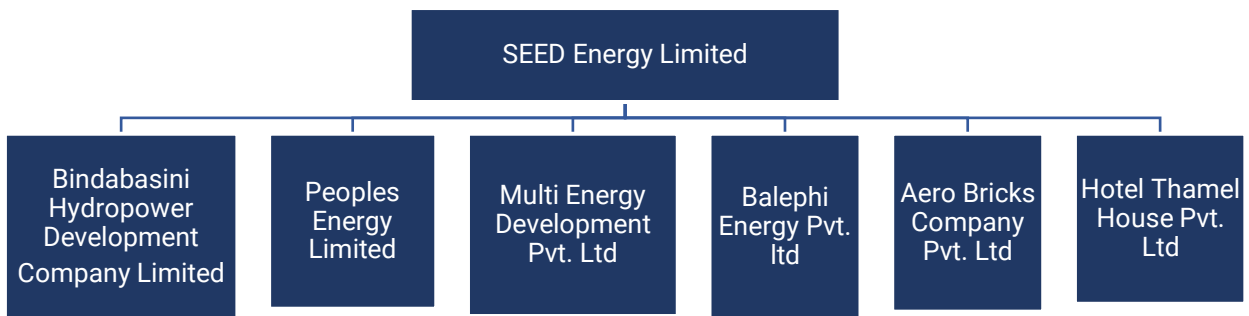 SEED Energy Limited
Bindabasini
Hydropower
Development
Company Limited
Peoples
Energy
Limited
Multi Energy
Development
Pvt. Ltd
Balephi
Energy Pvt.
ltd
Aero Bricks
Company
Pvt. Ltd
Hotel Thamel
House Pvt.
Ltd